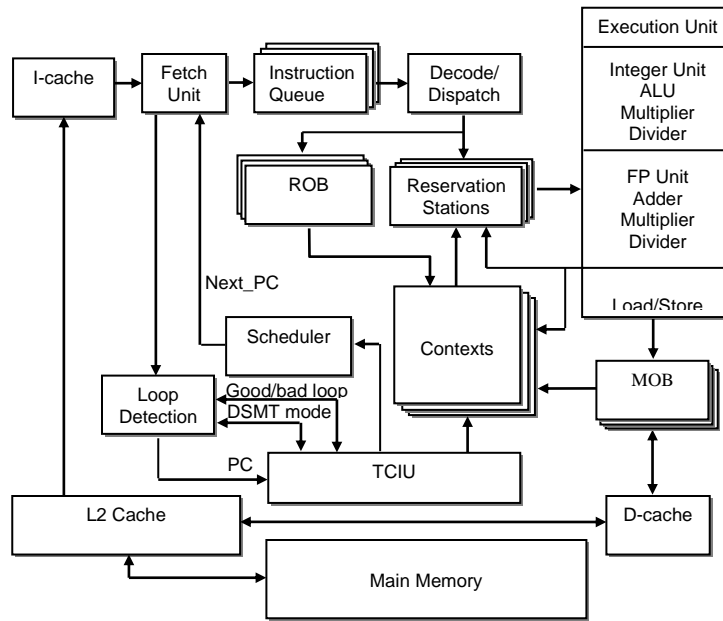 Execution Unit
I-cache
Fetch
Unit
Instruction
Queue
Decode/
Dispatch
Integer Unit
ALU
Multiplier
Divider
ROB
Reservation
Stations
FP Unit
Adder
Multiplier
Divider
Next_PC
Load/Store
Scheduler
Contexts
MOB
Loop
Detection
Good/bad loop
DSMT mode
PC
TCIU
L2 Cache
D-cache
Main Memory